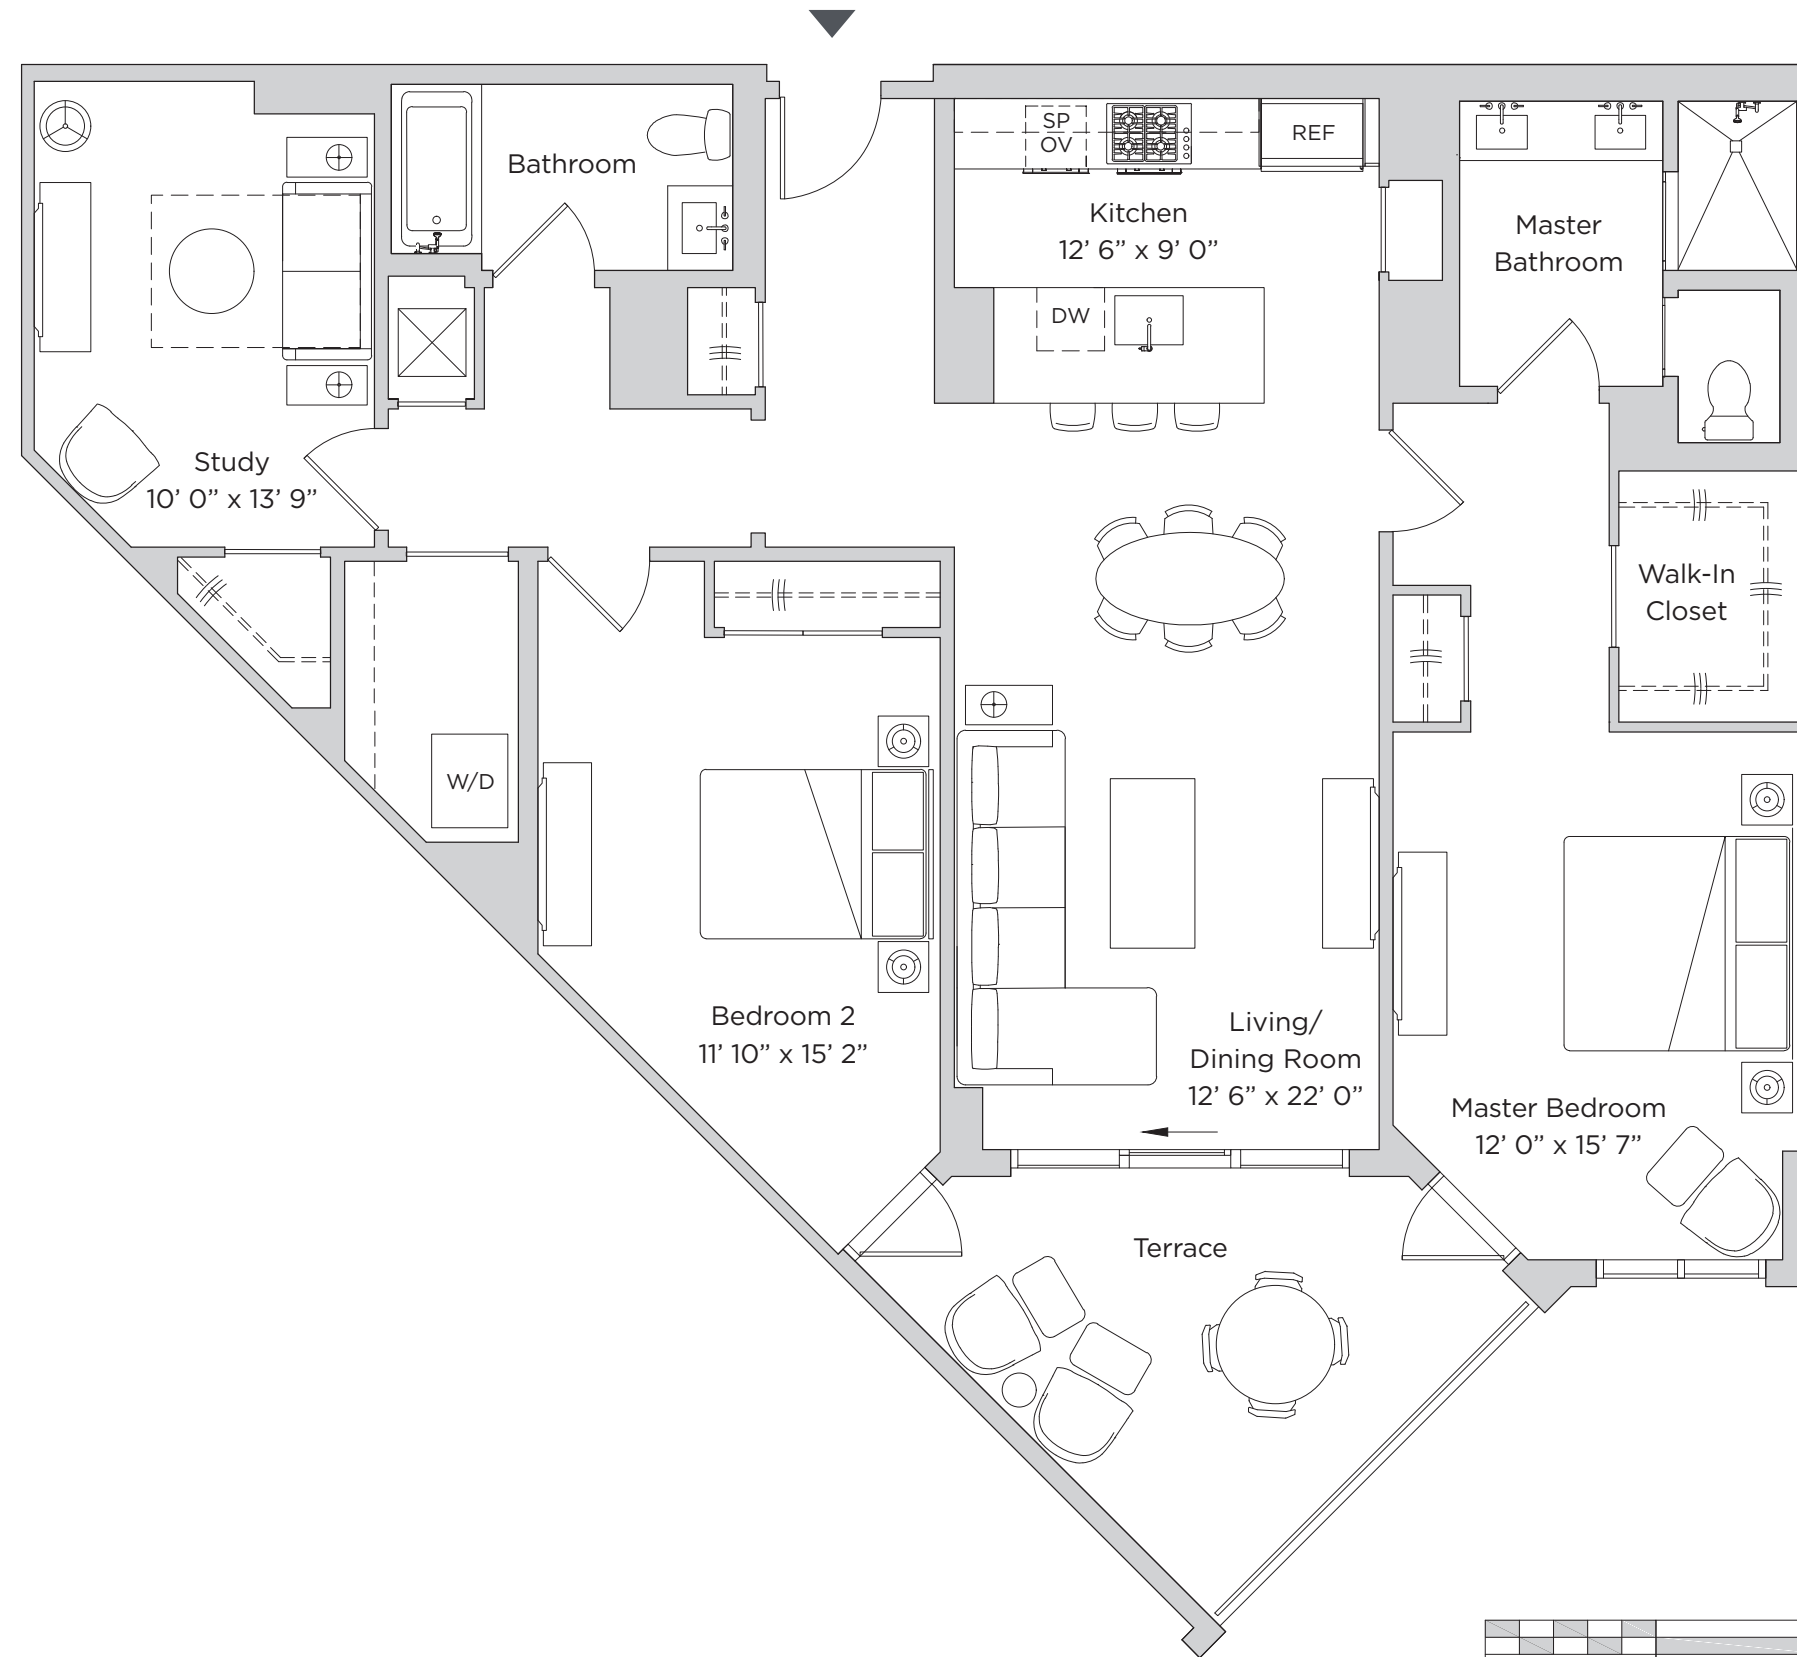 SP
OV
REF
Bathroom
Kitchen
12’ 6” x 9’ 0”
Master
Bathroom
DW
Study
10’ 0” x 13’ 9”
Walk-In
Closet
W/D
Bedroom 2
11’ 10” x 15’ 2”
Living/
Dining Room
12’ 6” x 22’ 0”
Master Bedroom
12’ 0” x 15’ 7”
Terrace